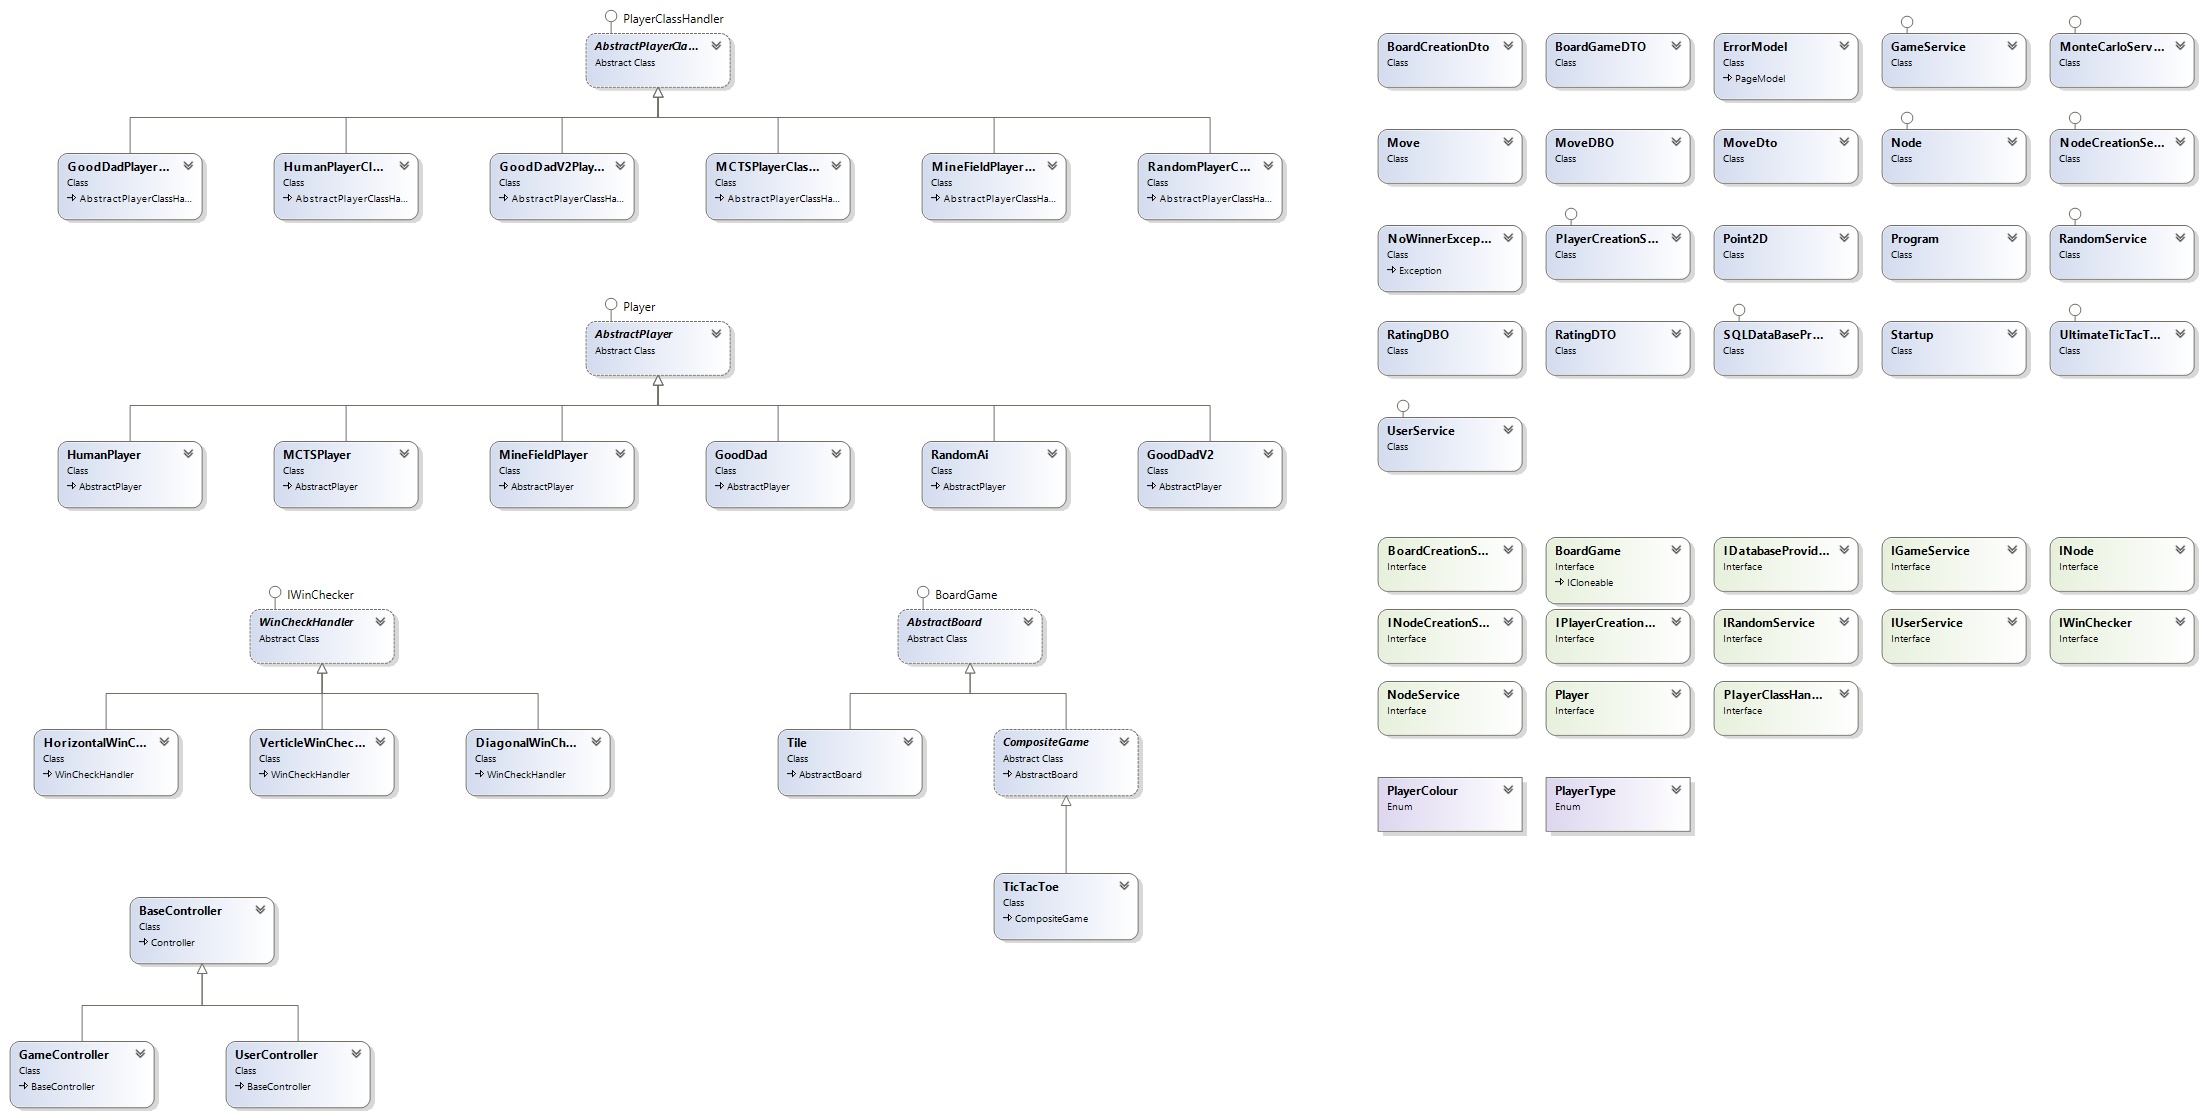 PlayerClassHandler
AbstractPlayerCla...
Abstract Class
GoodDadPlayer...
Class
AbstractPlayerClassHa...
HumanPlayerCl...
Class
AbstractPlayerClassHa...
GoodDadV2Play...
Class
AbstractPlayerClassHa...
MCTSPlayerClas...
Class
AbstractPlayerClassHa...
MineFieldPlayer...
Class
AbstractPlayerClassHa...
RandomPlayerC...
Class
AbstractPlayerClassHa...
Player
AbstractPlayer
Abstract Class
HumanPlayer
Class
AbstractPlayer
MCTSPlayer
Class
AbstractPlayer
MineFieldPlayer
Class
AbstractPlayer
GoodDad
Class
AbstractPlayer
RandomAi
Class
AbstractPlayer
GoodDadV2
Class
AbstractPlayer
IWinChecker
WinCheckHandler
Abstract Class
HorizontalWinC...
Class
WinCheckHandler
VerticleWinChec...
Class
WinCheckHandler
DiagonalWinCh...
Class
WinCheckHandler
BoardGame
AbstractBoard
Abstract Class
Tile
Class
AbstractBoard
CompositeGame
Abstract Class
AbstractBoard
TicTacToe
Class
CompositeGame
BaseController
Class
Controller
GameController
Class
BaseController
UserController
Class
BaseController
BoardCreationDto
Class
BoardGameDTO
Class
ErrorModel
Class
PageModel
GameService
Class
MonteCarloServ...
Class
Move
Class
MoveDBO
Class
MoveDto
Class
Node
Class
NodeCreationSe...
Class
NoWinnerExcep...
Class
Exception
PlayerCreationS...
Class
Point2D
Class
Program
Class
RandomService
Class
RatingDBO
Class
RatingDTO
Class
SQLDataBasePr...
Class
Startup
Class
UltimateTicTacT...
Class
UserService
Class
BoardCreationS...
Interface
BoardGame
Interface
ICloneable
IDatabaseProvid...
Interface
IGameService
Interface
INode
Interface
INodeCreationS...
Interface
IPlayerCreation...
Interface
IRandomService
Interface
IUserService
Interface
IWinChecker
Interface
NodeService
Interface
Player
Interface
PlayerClassHan...
Interface
PlayerColour
Enum
PlayerType
Enum